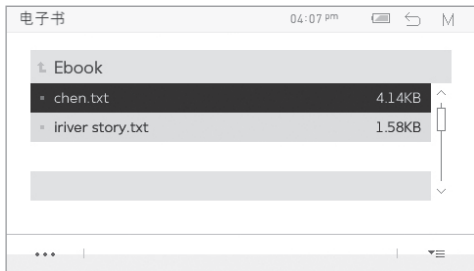 电子书 04:07 pm M
Ebook
chen.txt 4.14KB
iriver story.txt 1.58KB